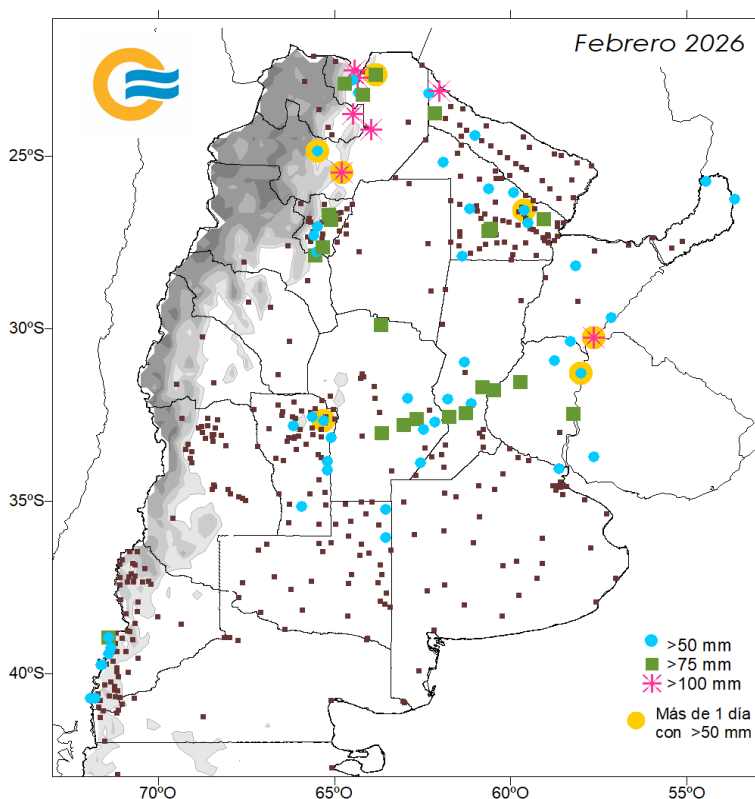 Febrero 2026
25ºS
30ºS
35ºS
40ºS
>50 mm
>75 mm
>100 mm
Más de 1 día
con >50 mm
70ºO
65ºO
60ºO
55ºO